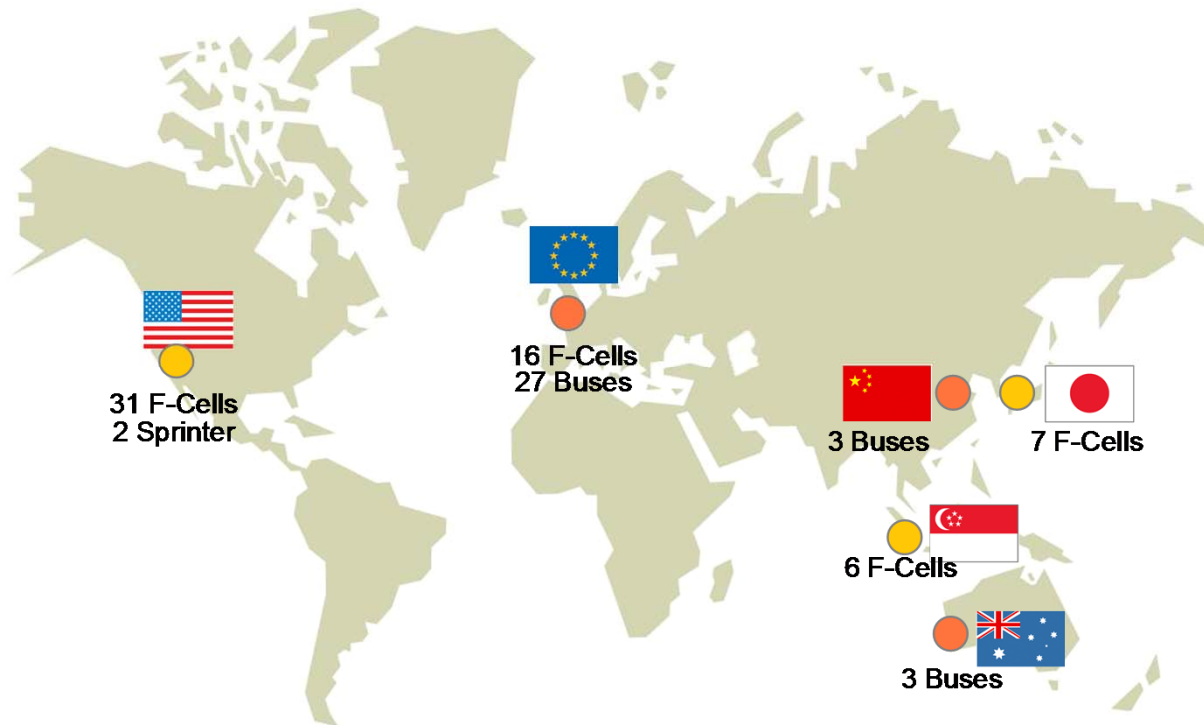 31 F-Cells
2 Sprinter
16 F-Cells
27 Buses
3 Buses
7 F-Cells
6 F-Cells
3 Buses